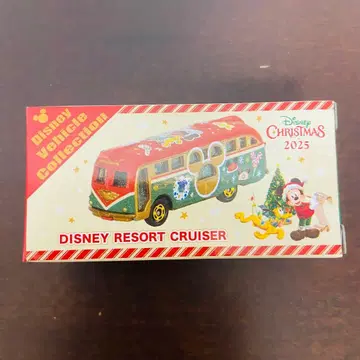 Disney
Vehicle
Collection
Disney
CHRISTMAS
2025
DISNEY RESORT CRUISER